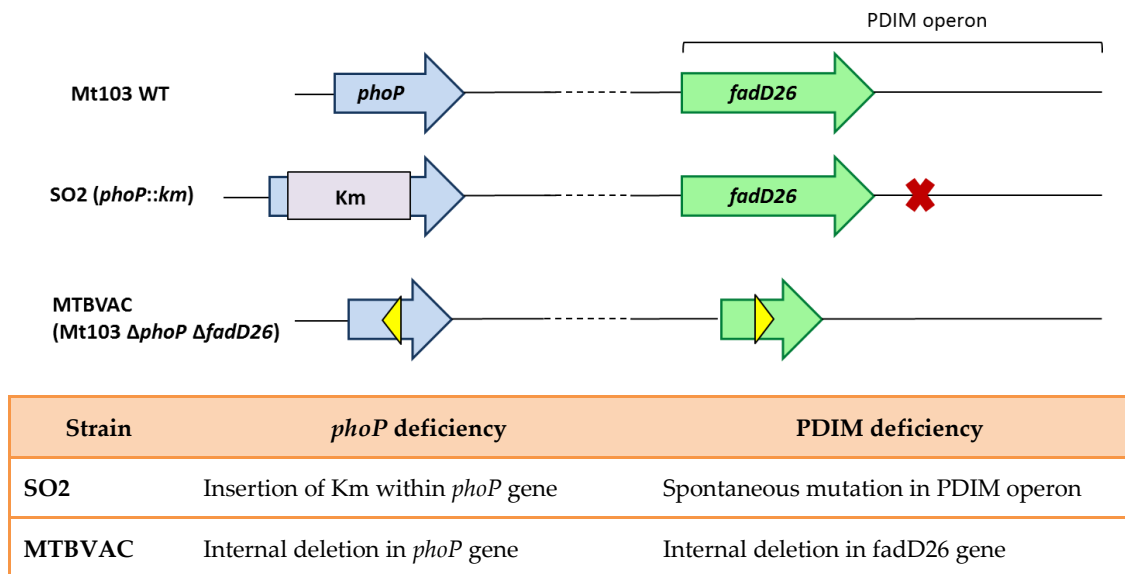 PDIM operon
Mt103 WT
phoP
fadD26
SO2 (phoP::km)
Km
fadD26
MTBVAC
(Mt103 ΔphoP ΔfadD26)
Strain phoP deficiency PDIM deficiency
SO2 Insertion of Km within phoP gene Spontaneous mutation in PDIM operon
MTBVAC Internal deletion in phoP gene Internal deletion in fadD26 gene